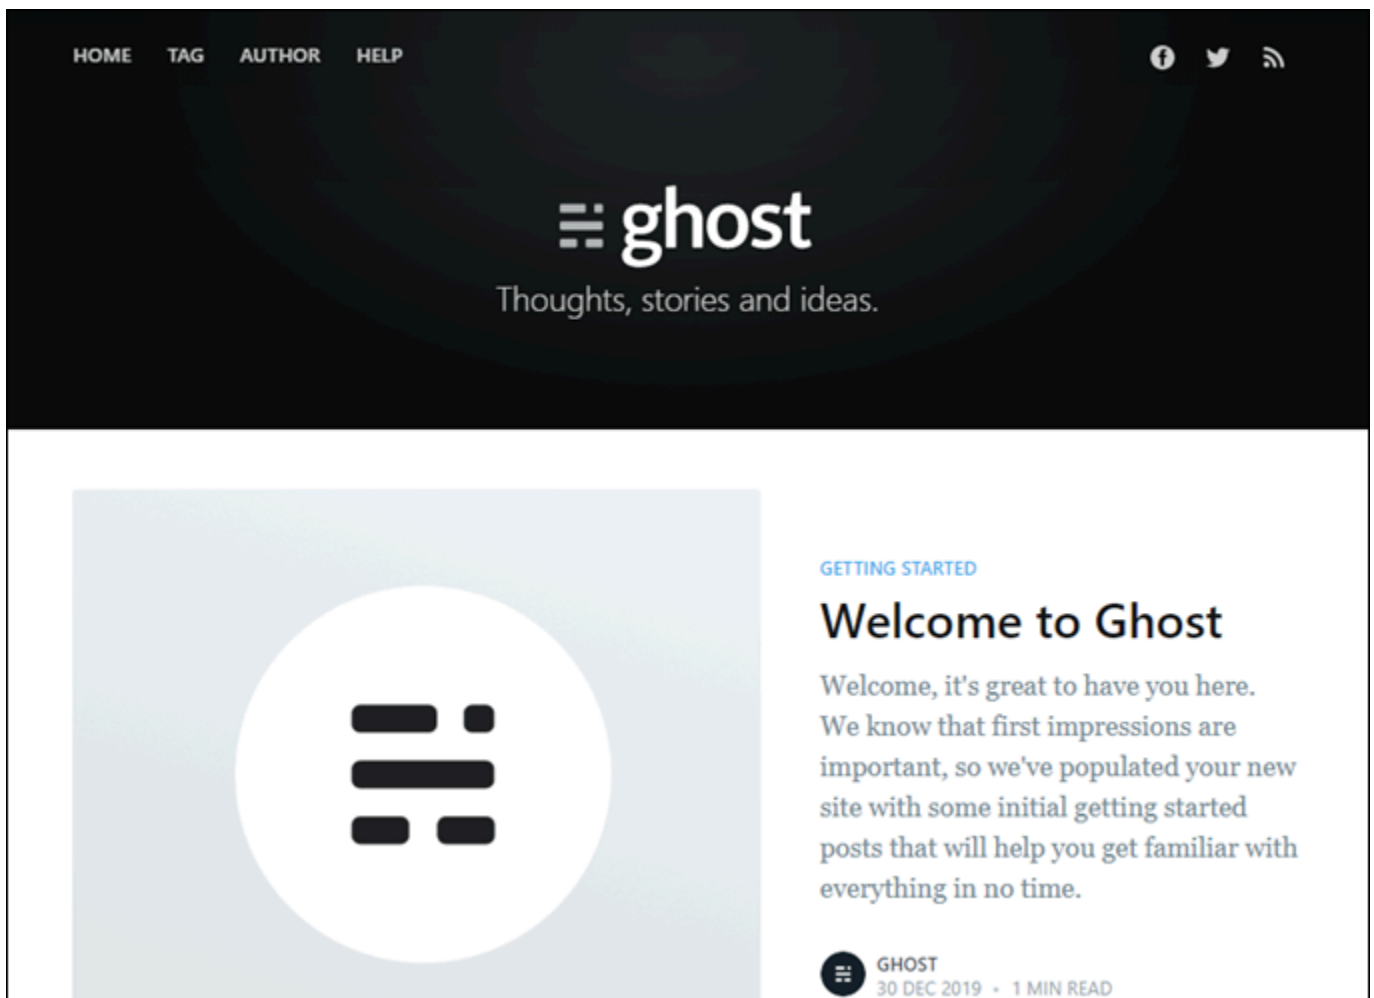 HOME TAG AUTHOR HELP
ghost
Thoughts, stories and ideas.
GETTING STARTED
Welcome to Ghost
Welcome, it's great to have you here.
We know that first impressions are
important, so we've populated your new
site with some initial getting started
posts that will help you get familiar with
everything in no time.
GHOST
30 DEC 2019 • 1 MIN READ